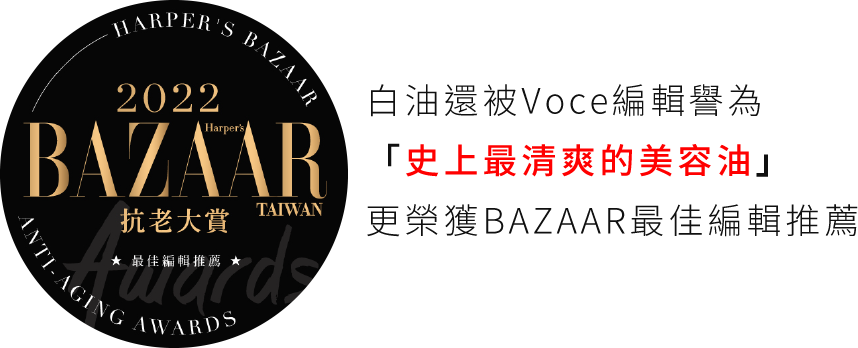 HARPER'S BAZAAR
2022
Harper's
BAZAAR
TAIWAN
抗老大賞
★ 最佳編輯推薦 ★
Awards
ANTI-AGING AWARDS
白油還被Voce編輯譽為
「史上最清爽的美容油」
更榮獲BAZAAR最佳編輯推薦